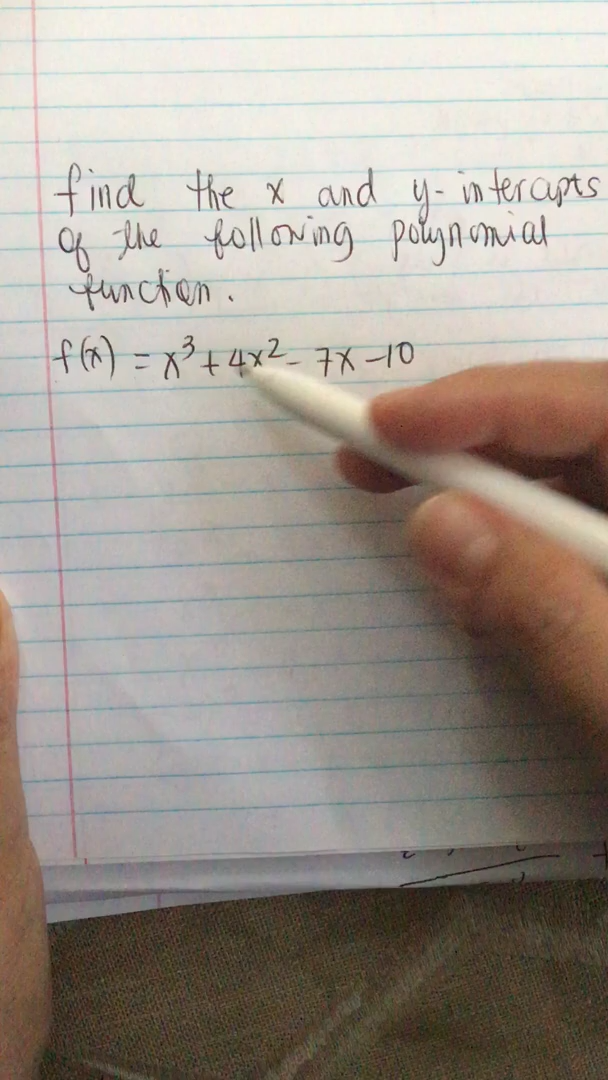 find the x and y-intercepts
of the following polynomial
function.
f(x) = x³ + 4x² - 7x - 10